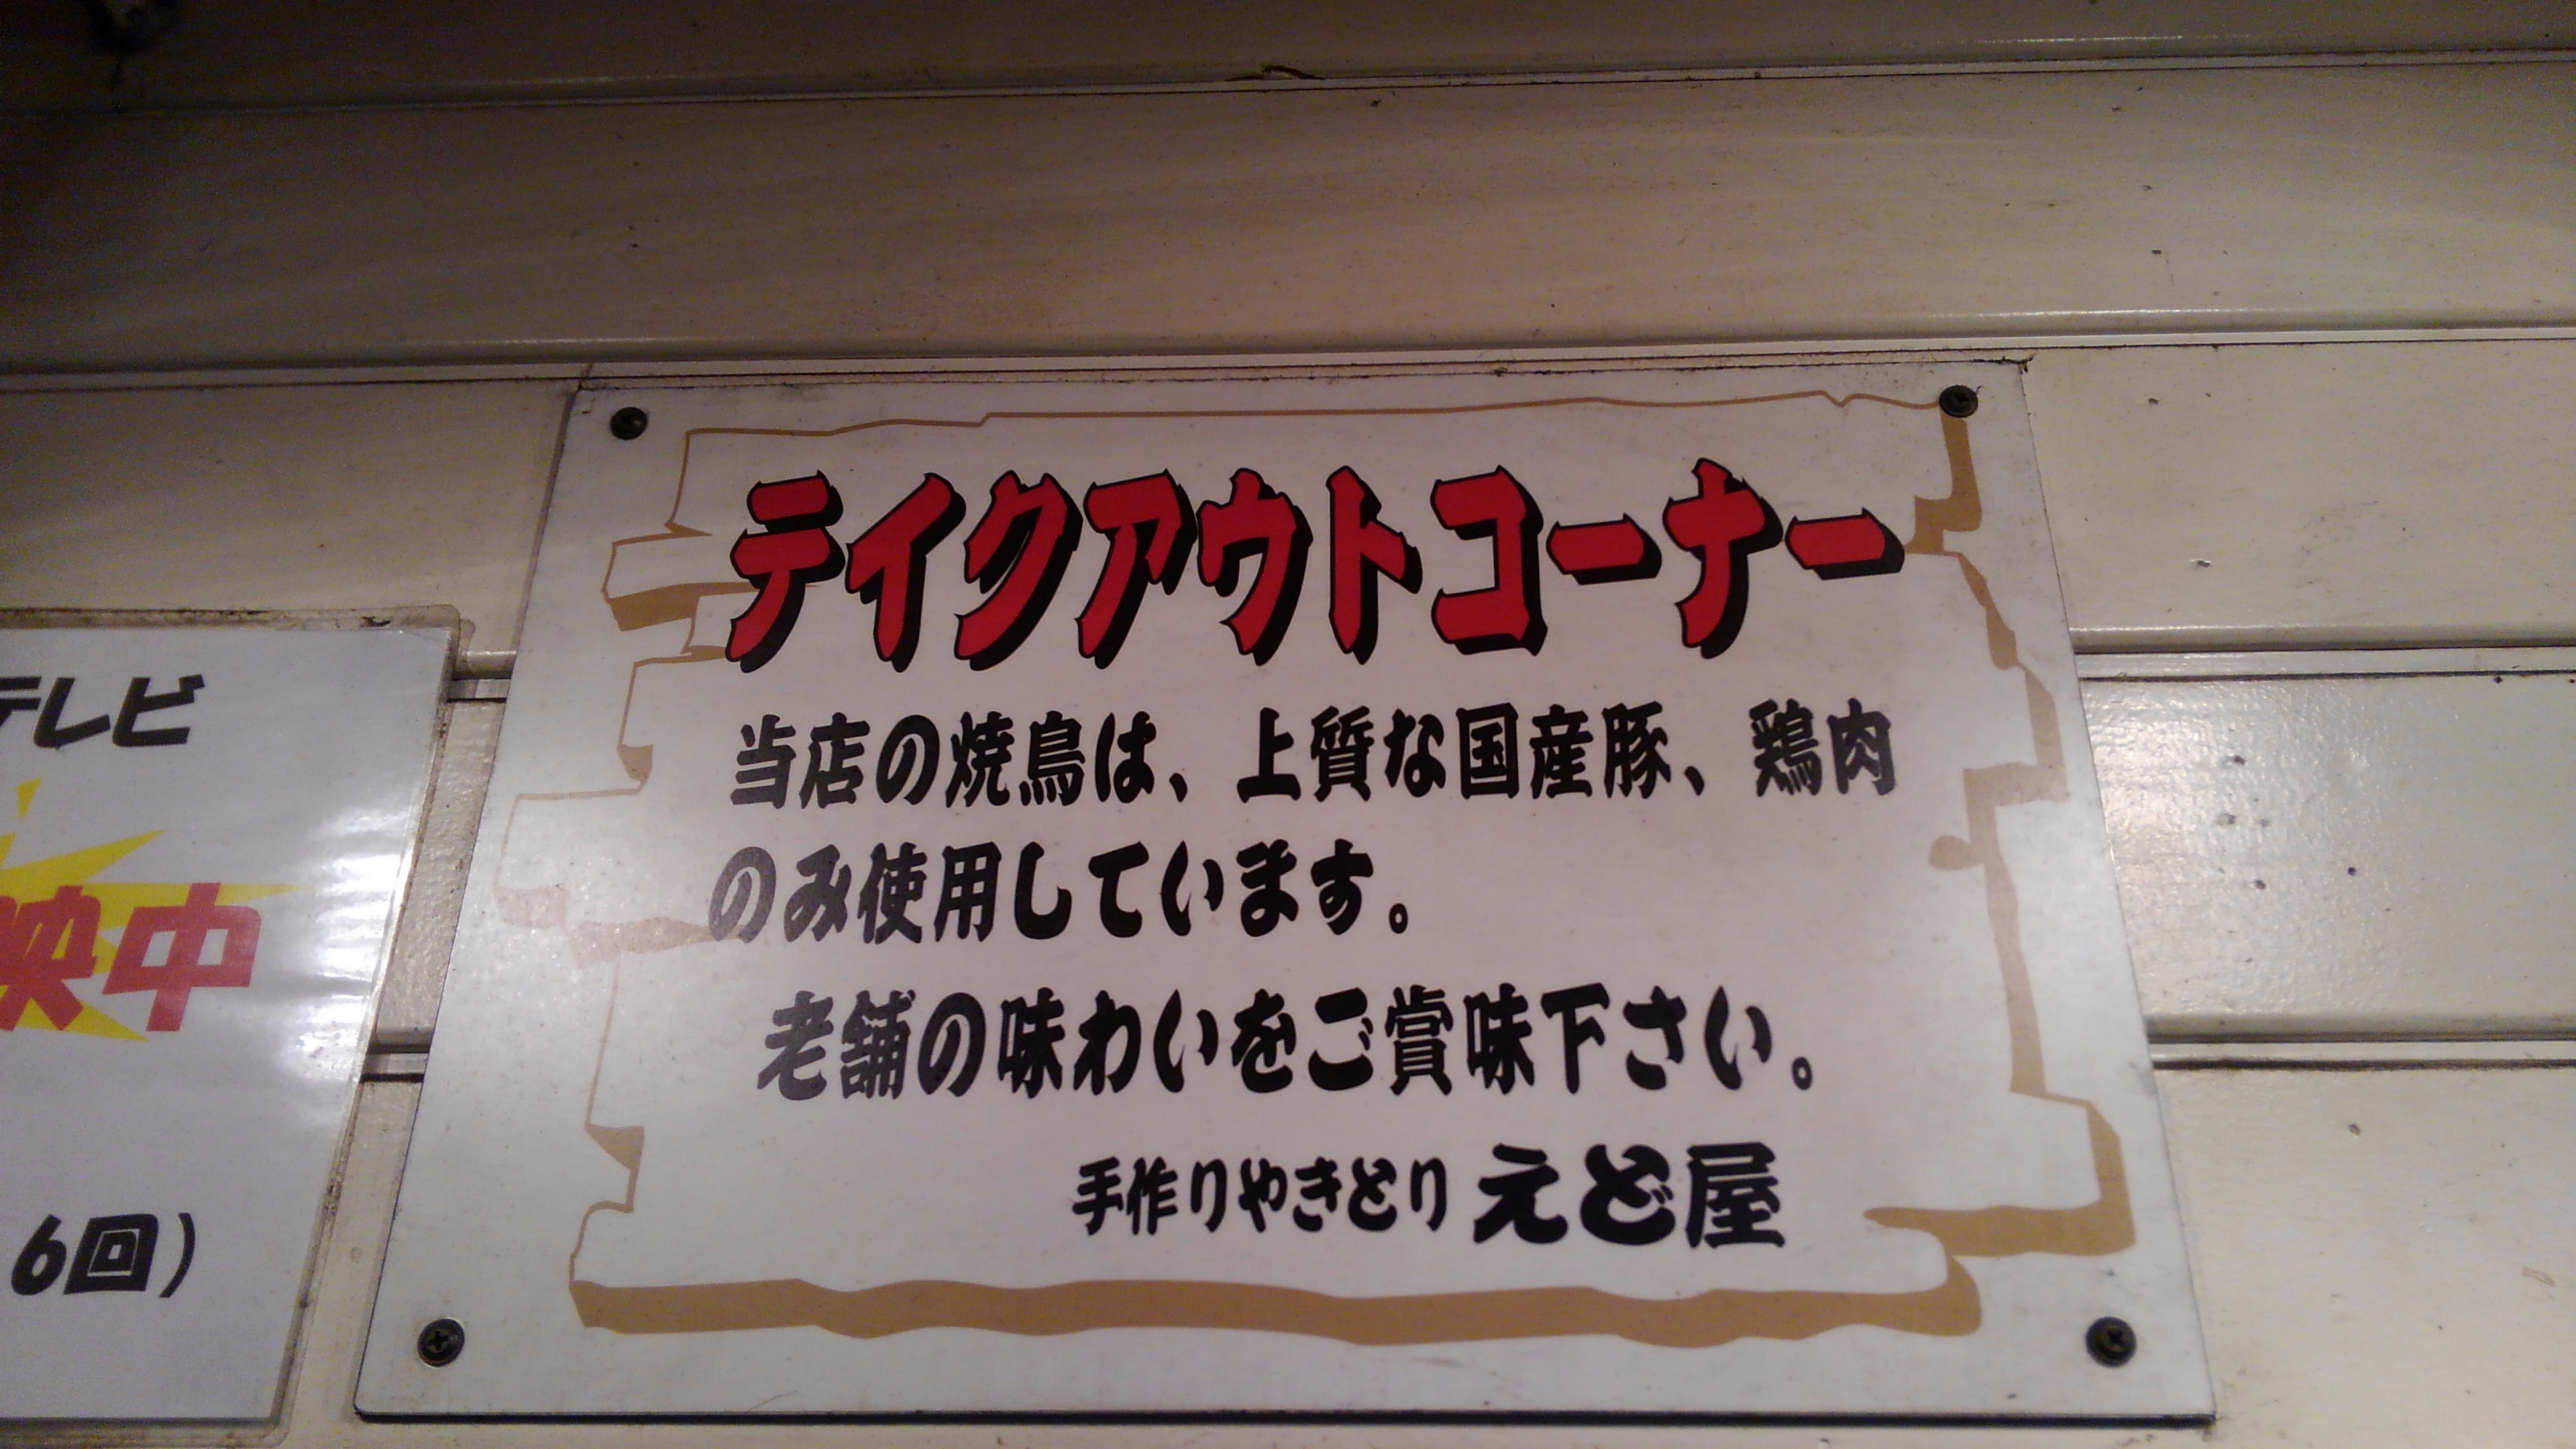 テイクアウトコーナー
当店の焼鳥は、上質な国産豚、鶏肉
のみ使用しています。
老舗の味わいをご賞味下さい。
手作りやきとり えど屋
テレビ
映中
6回)